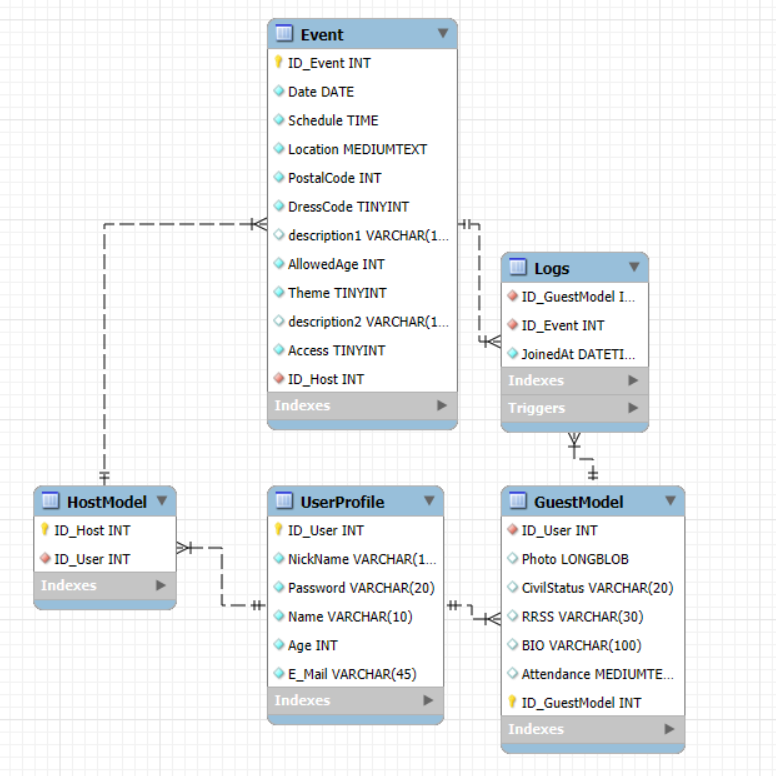 Event
ID_Event INT
Date DATE
Schedule TIME
Location MEDIUMTEXT
PostalCode INT
DressCode TINYINT
description1 VARCHAR(1...
AllowedAge INT
Theme TINYINT
description2 VARCHAR(1...
Access TINYINT
ID_Host INT
Indexes
Logs
ID_GuestModel I...
ID_Event INT
JoinedAt DATETI...
Indexes
Triggers
HostModel
ID_Host INT
ID_User INT
Indexes
UserProfile
ID_User INT
NickName VARCHAR(1...
Password VARCHAR(20)
Name VARCHAR(10)
Age INT
E_Mail VARCHAR(45)
Indexes
GuestModel
ID_User INT
Photo LONGBLOB
CivilStatus VARCHAR(20)
RRSS VARCHAR(30)
BIO VARCHAR(100)
Attendance MEDIUMTE...
ID_GuestModel INT
Indexes